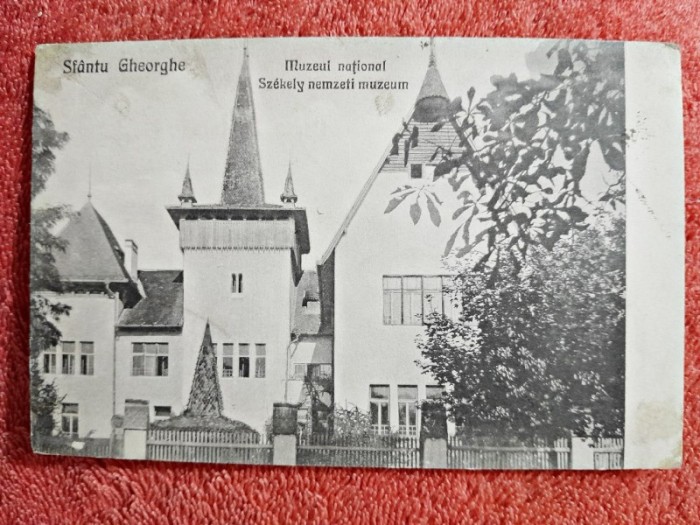 Sfântu Gheorghe
Muzeul național
Székely nemzeti muzeum